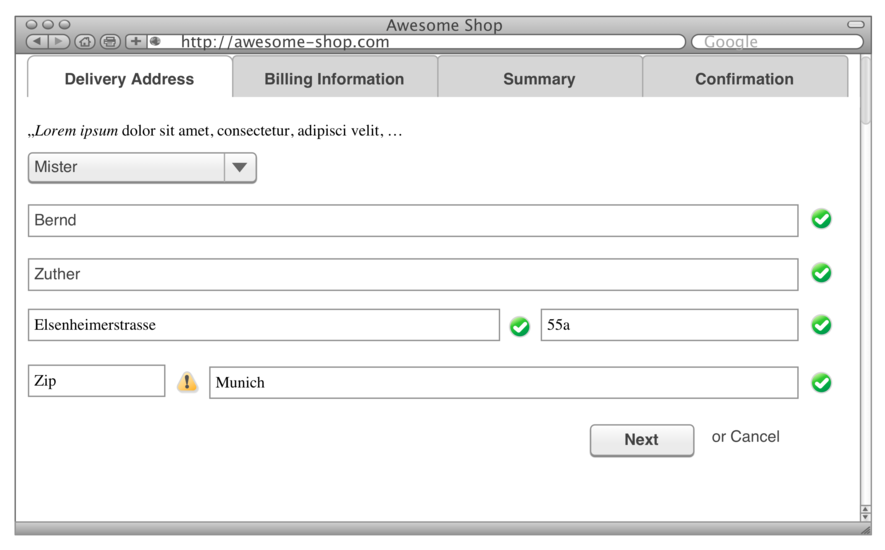 Awesome Shop
http://awesome-shop.com Google
Delivery Address Billing Information Summary Confirmation
„Lorem ipsum dolor sit amet, consectetur, adipisci velit, …
Mister
Bernd
Zuther
Elsenheimerstrasse 55a
Zip Munich
Next or Cancel